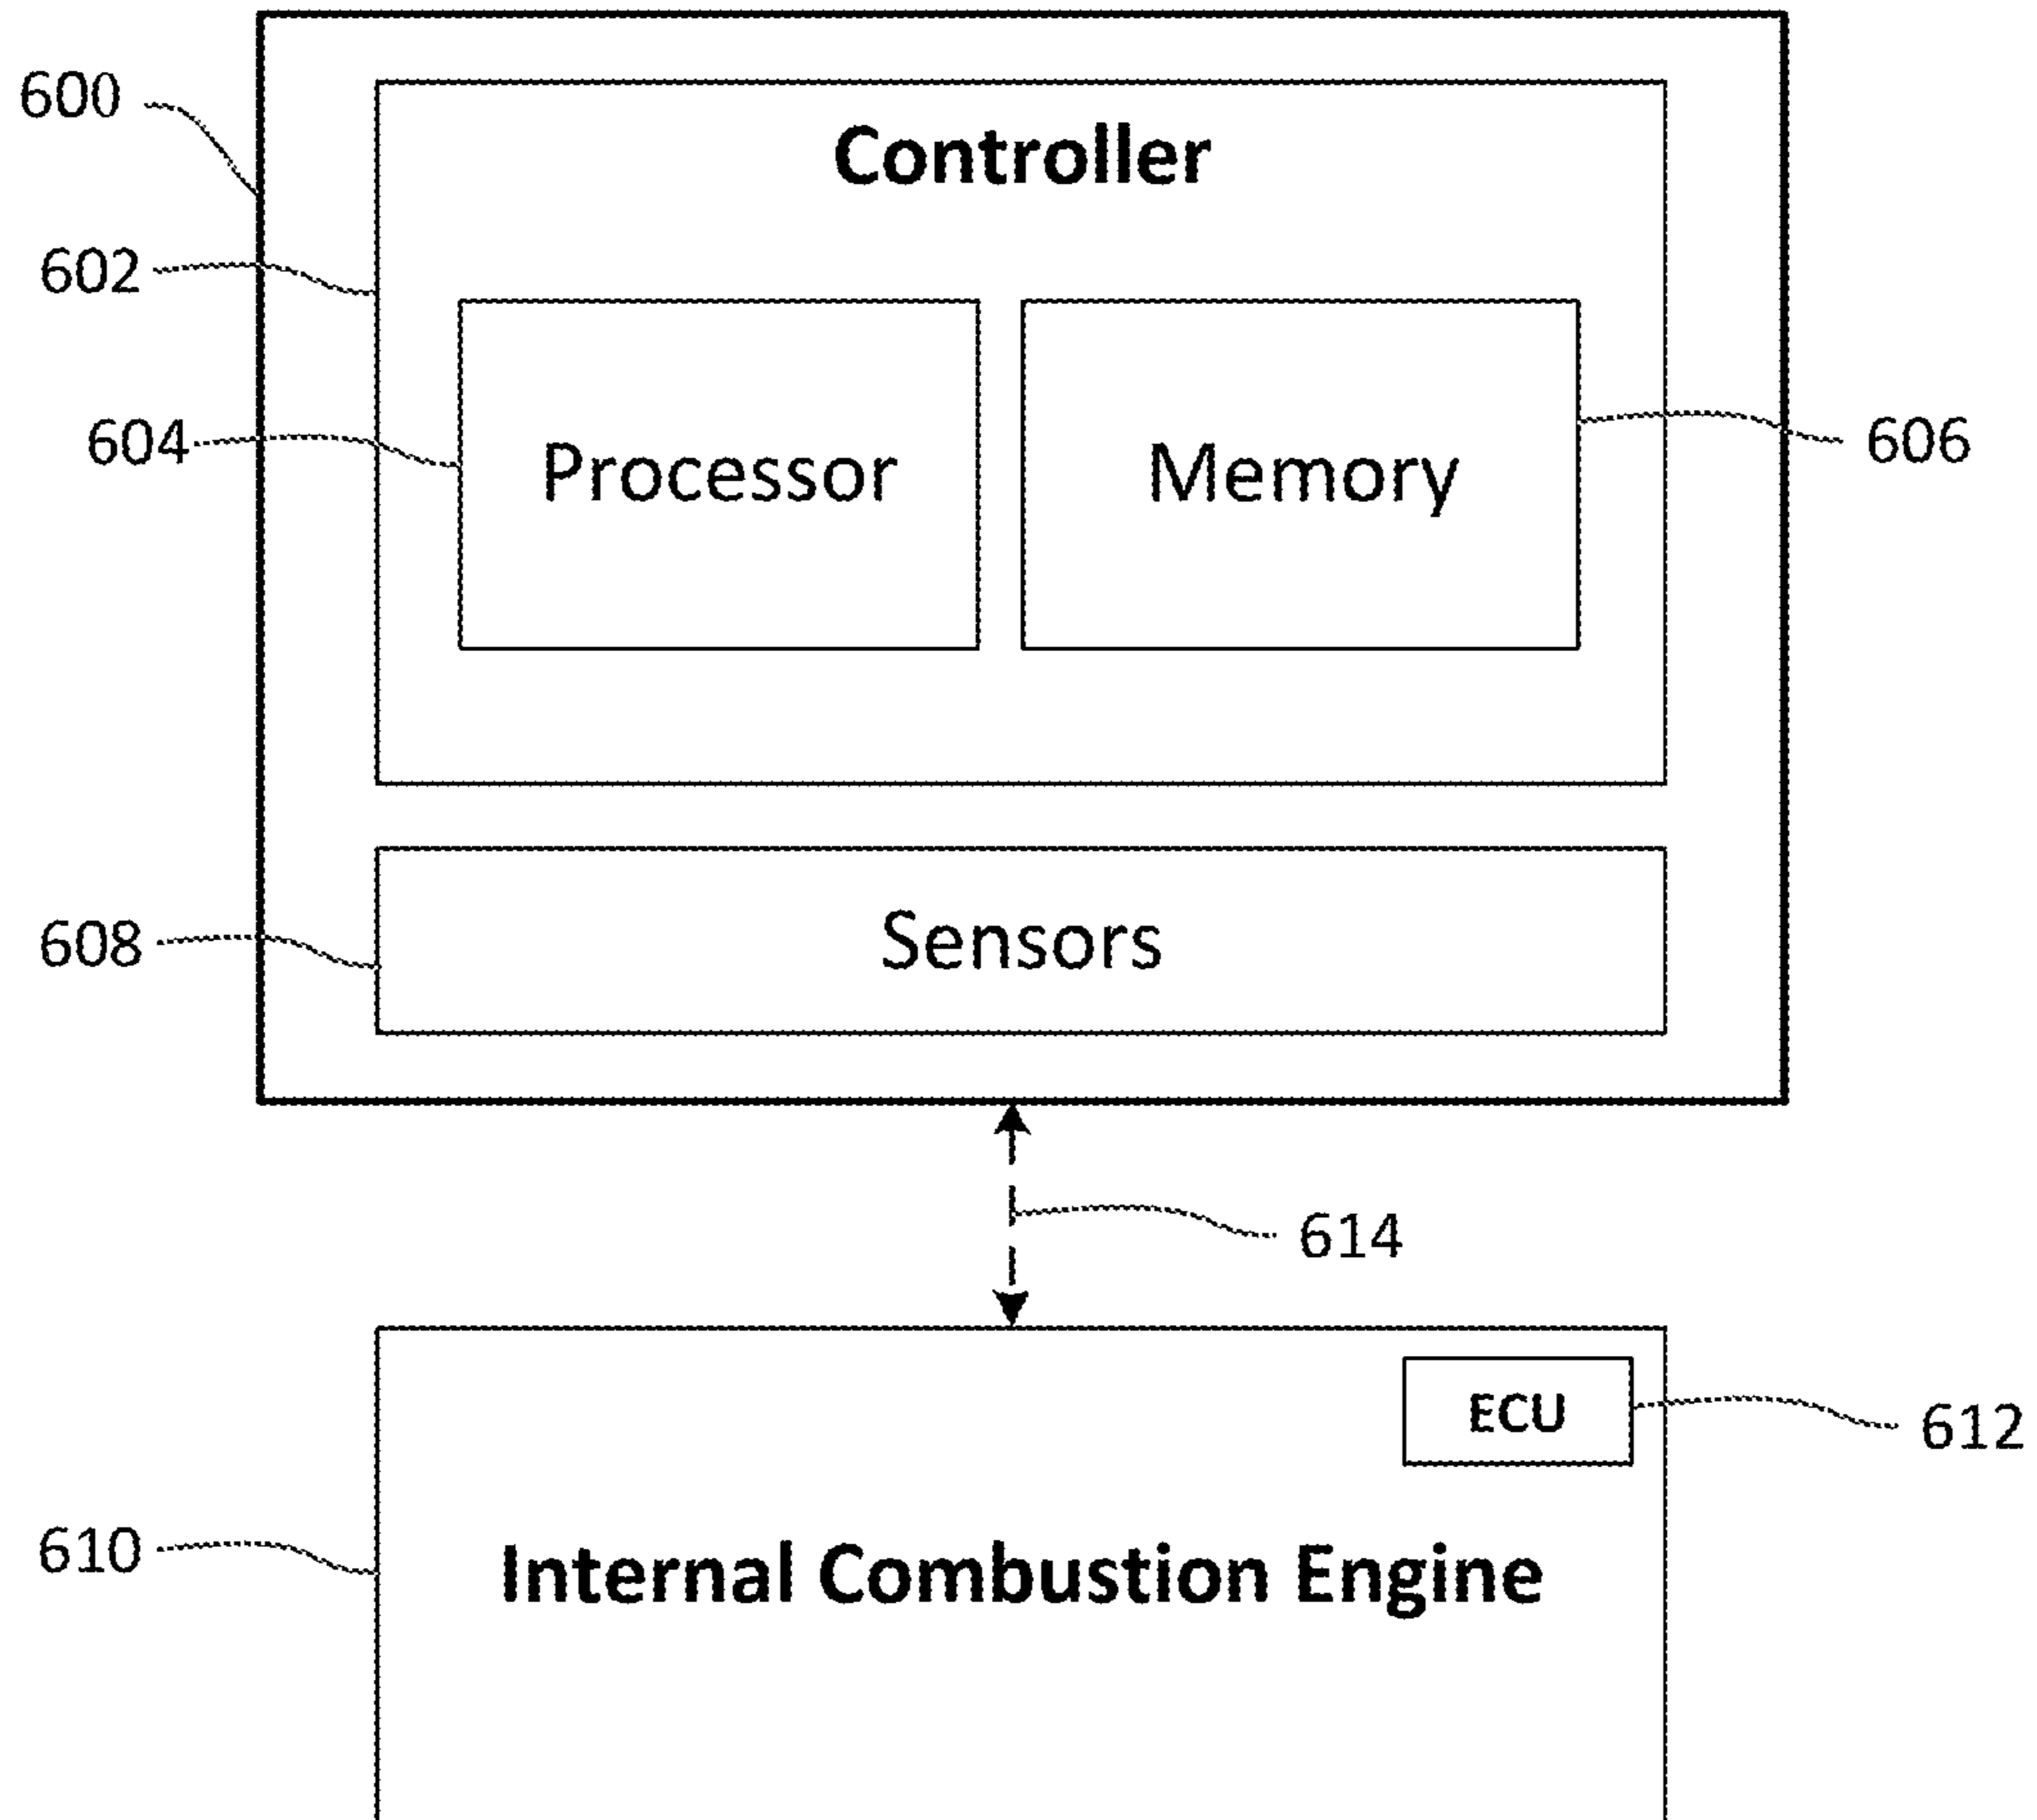 600
Controller
602
604
Processor
Memory
606
608
Sensors
614
ECU
612
610
Internal Combustion Engine